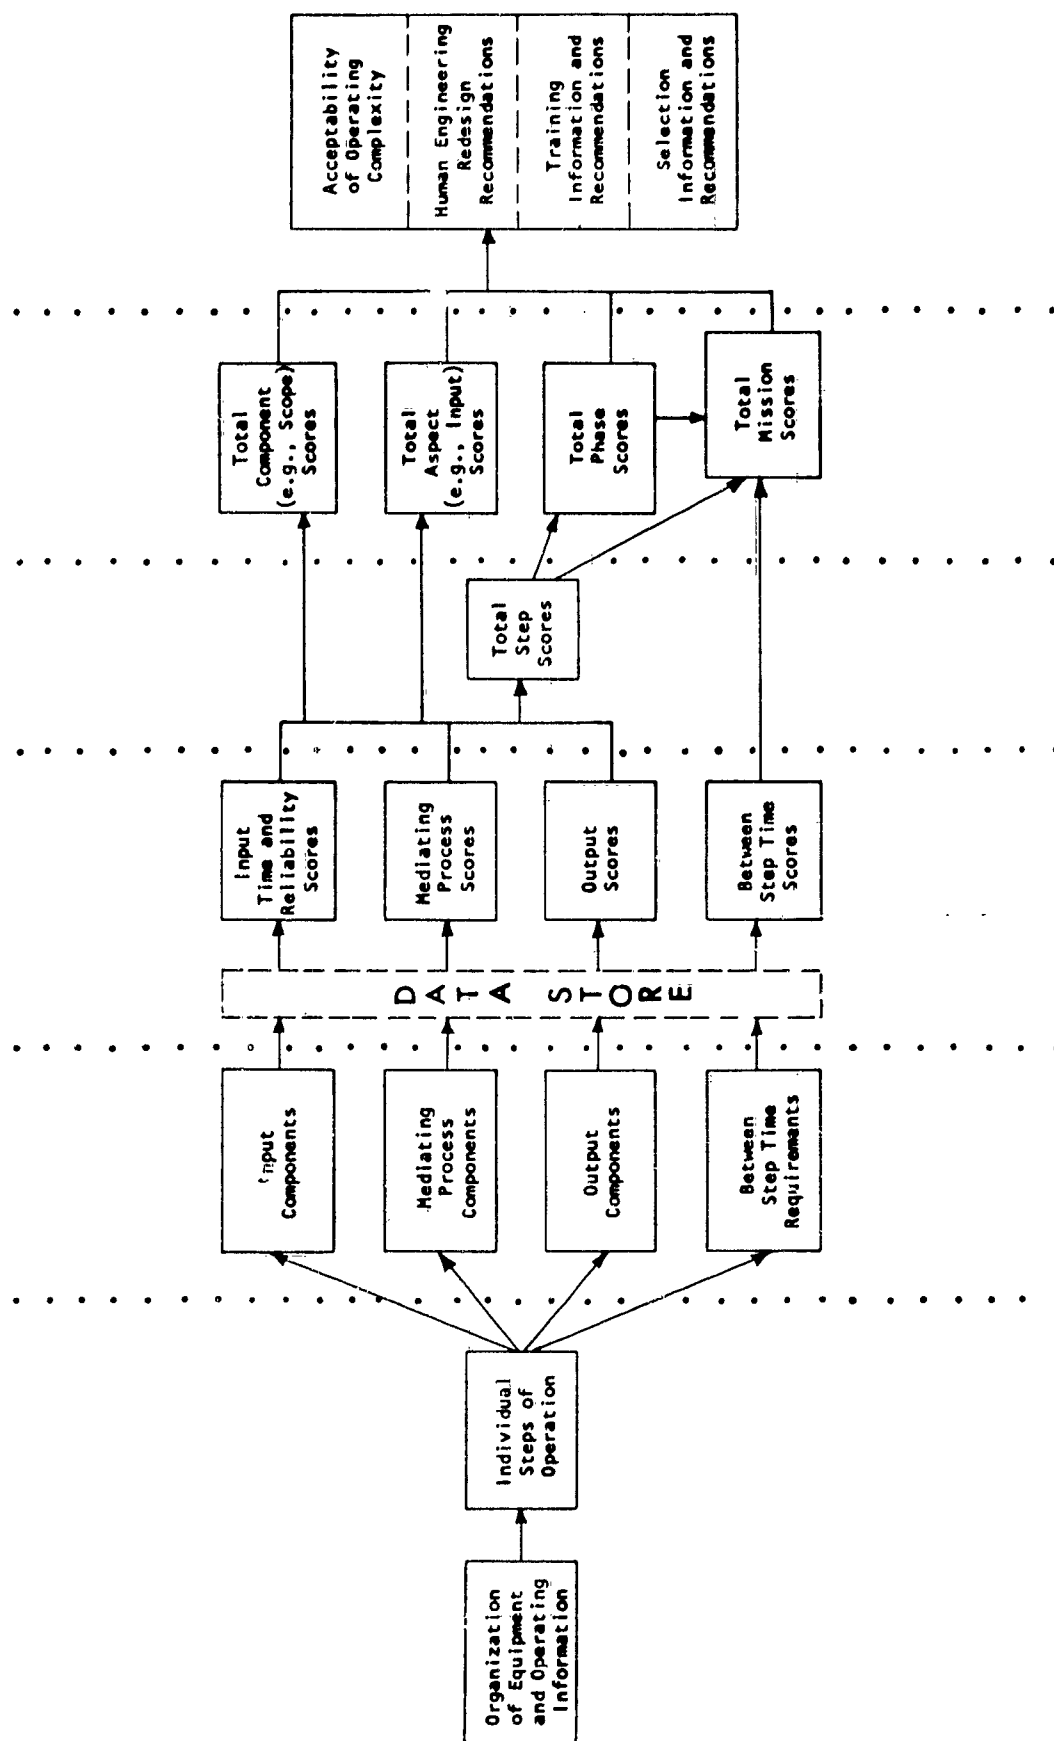 Organization
of Equipment
and Operating
Information
Individual
Steps of
Operation
Input
Components
Mediating
Process
Components
Output
Components
Between
Step Time
Requirements
DATA STORE
Input
Time and
Reliability
Scores
Mediating
Process
Scores
Output
Scores
Between
Step Time
Scores
Total
Step
Scores
Total
Component
(e.g., Scope)
Scores
Total
Aspect
(e.g., Input)
Scores
Total
Phase
Scores
Total
Mission
Scores
Acceptability
of Operating
Complexity
Human Engineering
Redesign
Recommendations
Training
Information and
Recommendations
Selection
Information and
Recommendations